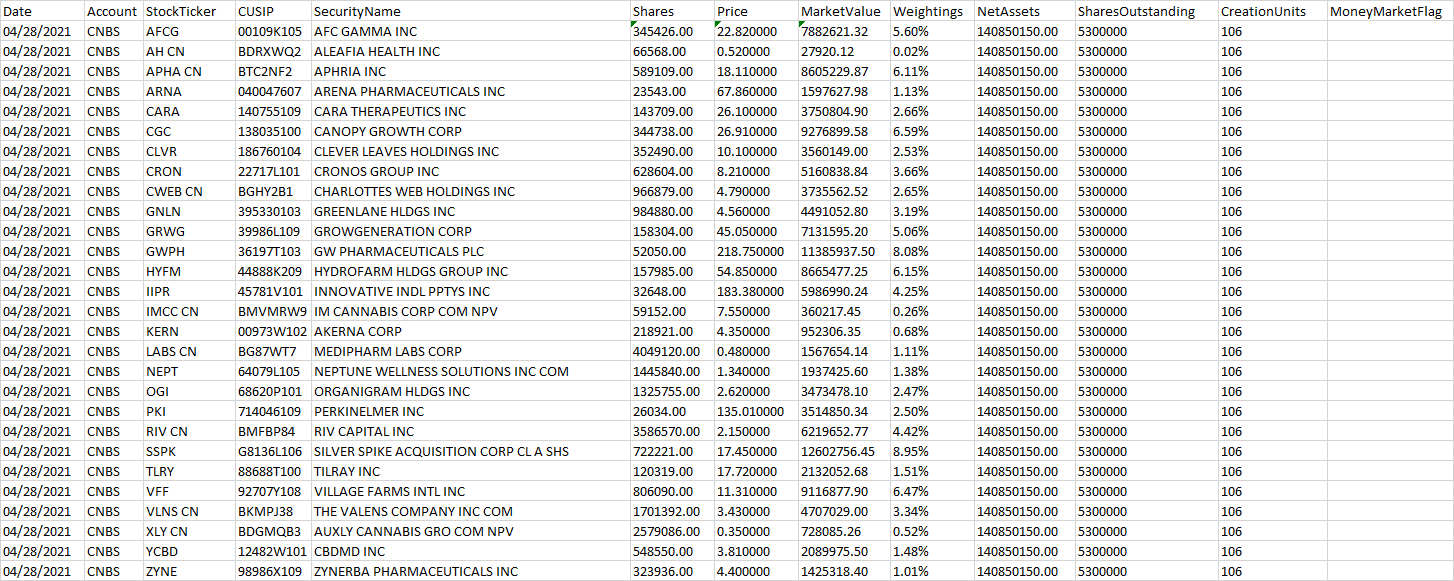 Date Account StockTicker CUSIP SecurityName Shares Price MarketValue Weightings NetAssets SharesOutstanding CreationUnits MoneyMarketFlag
04/28/2021 CNBS AFCG 00109K105 AFC GAMMA INC 345426.00 22.820000 7882621.32 5.60% 140850150.00 5300000 106
04/28/2021 CNBS AH CN BDRXWQ2 ALEAFIA HEALTH INC 66568.00 0.520000 27920.12 0.02% 140850150.00 5300000 106
04/28/2021 CNBS APHA CN BTC2NF2 APHRIA INC 589109.00 18.110000 8605229.87 6.11% 140850150.00 5300000 106
04/28/2021 CNBS ARNA 040047607 ARENA PHARMACEUTICALS INC 23543.00 67.860000 1597627.98 1.13% 140850150.00 5300000 106
04/28/2021 CNBS CARA 140755109 CARA THERAPEUTICS INC 143709.00 26.100000 3750804.90 2.66% 140850150.00 5300000 106
04/28/2021 CNBS CGC 138035100 CANOPY GROWTH CORP 344738.00 26.910000 9276899.58 6.59% 140850150.00 5300000 106
04/28/2021 CNBS CLVR 186760104 CLEVER LEAVES HOLDINGS INC 352490.00 10.100000 3560149.00 2.53% 140850150.00 5300000 106
04/28/2021 CNBS CRON 22717L101 CRONOS GROUP INC 628604.00 8.210000 5160838.84 3.66% 140850150.00 5300000 106
04/28/2021 CNBS CWEB CN BGHY2B1 CHARLOTTES WEB HOLDINGS INC 966879.00 4.790000 3735562.52 2.65% 140850150.00 5300000 106
04/28/2021 CNBS GNLN 395330103 GREENLANE HLDGS INC 984880.00 4.560000 4491052.80 3.19% 140850150.00 5300000 106
04/28/2021 CNBS GRWG 39986L109 GROWGENERATION CORP 158304.00 45.050000 7131595.20 5.06% 140850150.00 5300000 106
04/28/2021 CNBS GWPH 36197T103 GW PHARMACEUTICALS PLC 52050.00 218.750000 11385937.50 8.08% 140850150.00 5300000 106
04/28/2021 CNBS HYFM 44888K209 HYDROFARM HLDGS GROUP INC 157985.00 54.850000 8665477.25 6.15% 140850150.00 5300000 106
04/28/2021 CNBS IIPR 45781V101 INNOVATIVE INDL PPTYS INC 32648.00 183.380000 5986990.24 4.25% 140850150.00 5300000 106
04/28/2021 CNBS IMCC CN BMVMRW9 IM CANNABIS CORP COM NPV 59152.00 7.550000 360217.45 0.26% 140850150.00 5300000 106
04/28/2021 CNBS KERN 00973W102 AKERNA CORP 218921.00 4.350000 952306.35 0.68% 140850150.00 5300000 106
04/28/2021 CNBS LABS CN BG87WT7 MEDIPHARM LABS CORP 4049120.00 0.480000 1567654.14 1.11% 140850150.00 5300000 106
04/28/2021 CNBS NEPT 64079L105 NEPTUNE WELLNESS SOLUTIONS INC COM 1445840.00 1.340000 1937425.60 1.38% 140850150.00 5300000 106
04/28/2021 CNBS OGI 68620P101 ORGANIGRAM HLDGS INC 1325755.00 2.620000 3473478.10 2.47% 140850150.00 5300000 106
04/28/2021 CNBS PKI 714046109 PERKINELMER INC 26034.00 135.010000 3514850.34 2.50% 140850150.00 5300000 106
04/28/2021 CNBS RIV CN BMFBP84 RIV CAPITAL INC 3586570.00 2.150000 6219652.77 4.42% 140850150.00 5300000 106
04/28/2021 CNBS SSPK G8136L106 SILVER SPIKE ACQUISITION CORP CL A SHS 722221.00 17.450000 12602756.45 8.95% 140850150.00 5300000 106
04/28/2021 CNBS TLRY 88688T100 TILRAY INC 120319.00 17.720000 2132052.68 1.51% 140850150.00 5300000 106
04/28/2021 CNBS VFF 92707Y108 VILLAGE FARMS INTL INC 806090.00 11.310000 9116877.90 6.47% 140850150.00 5300000 106
04/28/2021 CNBS VLNS CN BKMPJ38 THE VALENS COMPANY INC COM 1701392.00 3.430000 4707029.00 3.34% 140850150.00 5300000 106
04/28/2021 CNBS XLY CN BDGMQB3 AUXLY CANNABIS GRO COM NPV 2579086.00 0.350000 728085.26 0.52% 140850150.00 5300000 106
04/28/2021 CNBS YCBD 12482W101 CBDMD INC 548550.00 3.810000 2089975.50 1.48% 140850150.00 5300000 106
04/28/2021 CNBS ZYNE 98986X109 ZYNERBA PHARMACEUTICALS INC 323936.00 4.400000 1425318.40 1.01% 140850150.00 5300000 106